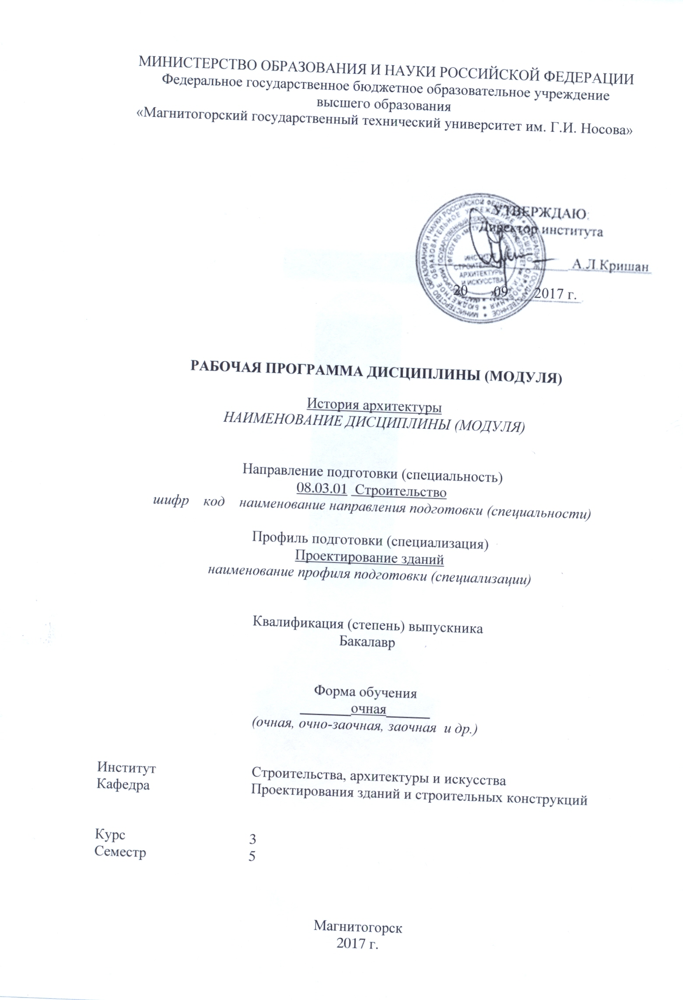 МИНИСТЕРСТВО ОБРАЗОВАНИЯ И НАУКИ РОССИЙСКОЙ ФЕДЕРАЦИИ
Федеральное государственное бюджетное образовательное учреждение
высшего образования
«Магнитогорский государственный технический университет им. Г.И. Носова»
УТВЕРЖДАЮ:
Директор института
А.Л.Кришан
20 09 2017 г.
ИНСТИТУТ
СТРОИТЕЛЬСТВА
АРХИТЕКТУРЫ
И ИСКУССТВА
РАБОЧАЯ ПРОГРАММА ДИСЦИПЛИНЫ (МОДУЛЯ)
История архитектуры
НАИМЕНОВАНИЕ ДИСЦИПЛИНЫ (МОДУЛЯ)
Направление подготовки (специальность)
08.03.01 Строительство
шифр код наименование направления подготовки (специальности)
Профиль подготовки (специализация)
Проектирование зданий
наименование профиля подготовки (специализации)
Квалификация (степень) выпускника
Бакалавр
Форма обучения
_______очная______
(очная, очно-заочная, заочная и др.)
Институт Строительства, архитектуры и искусства
Кафедра Проектирования зданий и строительных конструкций
Курс 3
Семестр 5
Магнитогорск
2017 г.